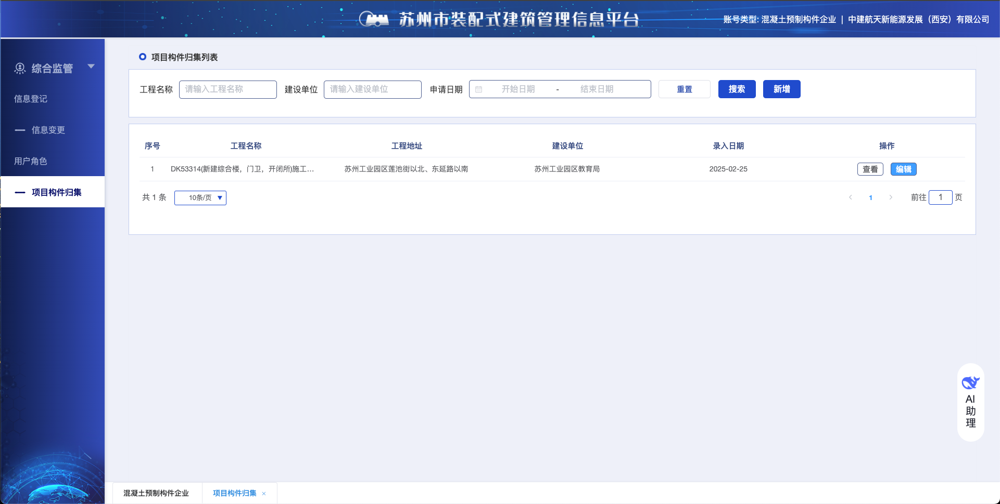 苏州市装配式建筑管理信息平台
账号类型: 混凝土预制构件企业 | 中建航天新能源发展（西安）有限公司
综合监管
信息登记
信息变更
用户角色
项目构件归集
项目构件归集列表
工程名称 请输入工程名称 建设单位 请输入建设单位 申请日期 开始日期 - 结束日期 重置 搜索 新增
序号 工程名称 工程地址 建设单位 录入日期 操作
1 DK53314(新建综合楼，门卫，开闭所)施工... 苏州工业园区莲池街以北、东延路以南 苏州工业园区教育局 2025-02-25 查看 编辑
共 1 条 10条/页 1 前往 1 页
AI
助
理
混凝土预制构件企业 项目构件归集 ×